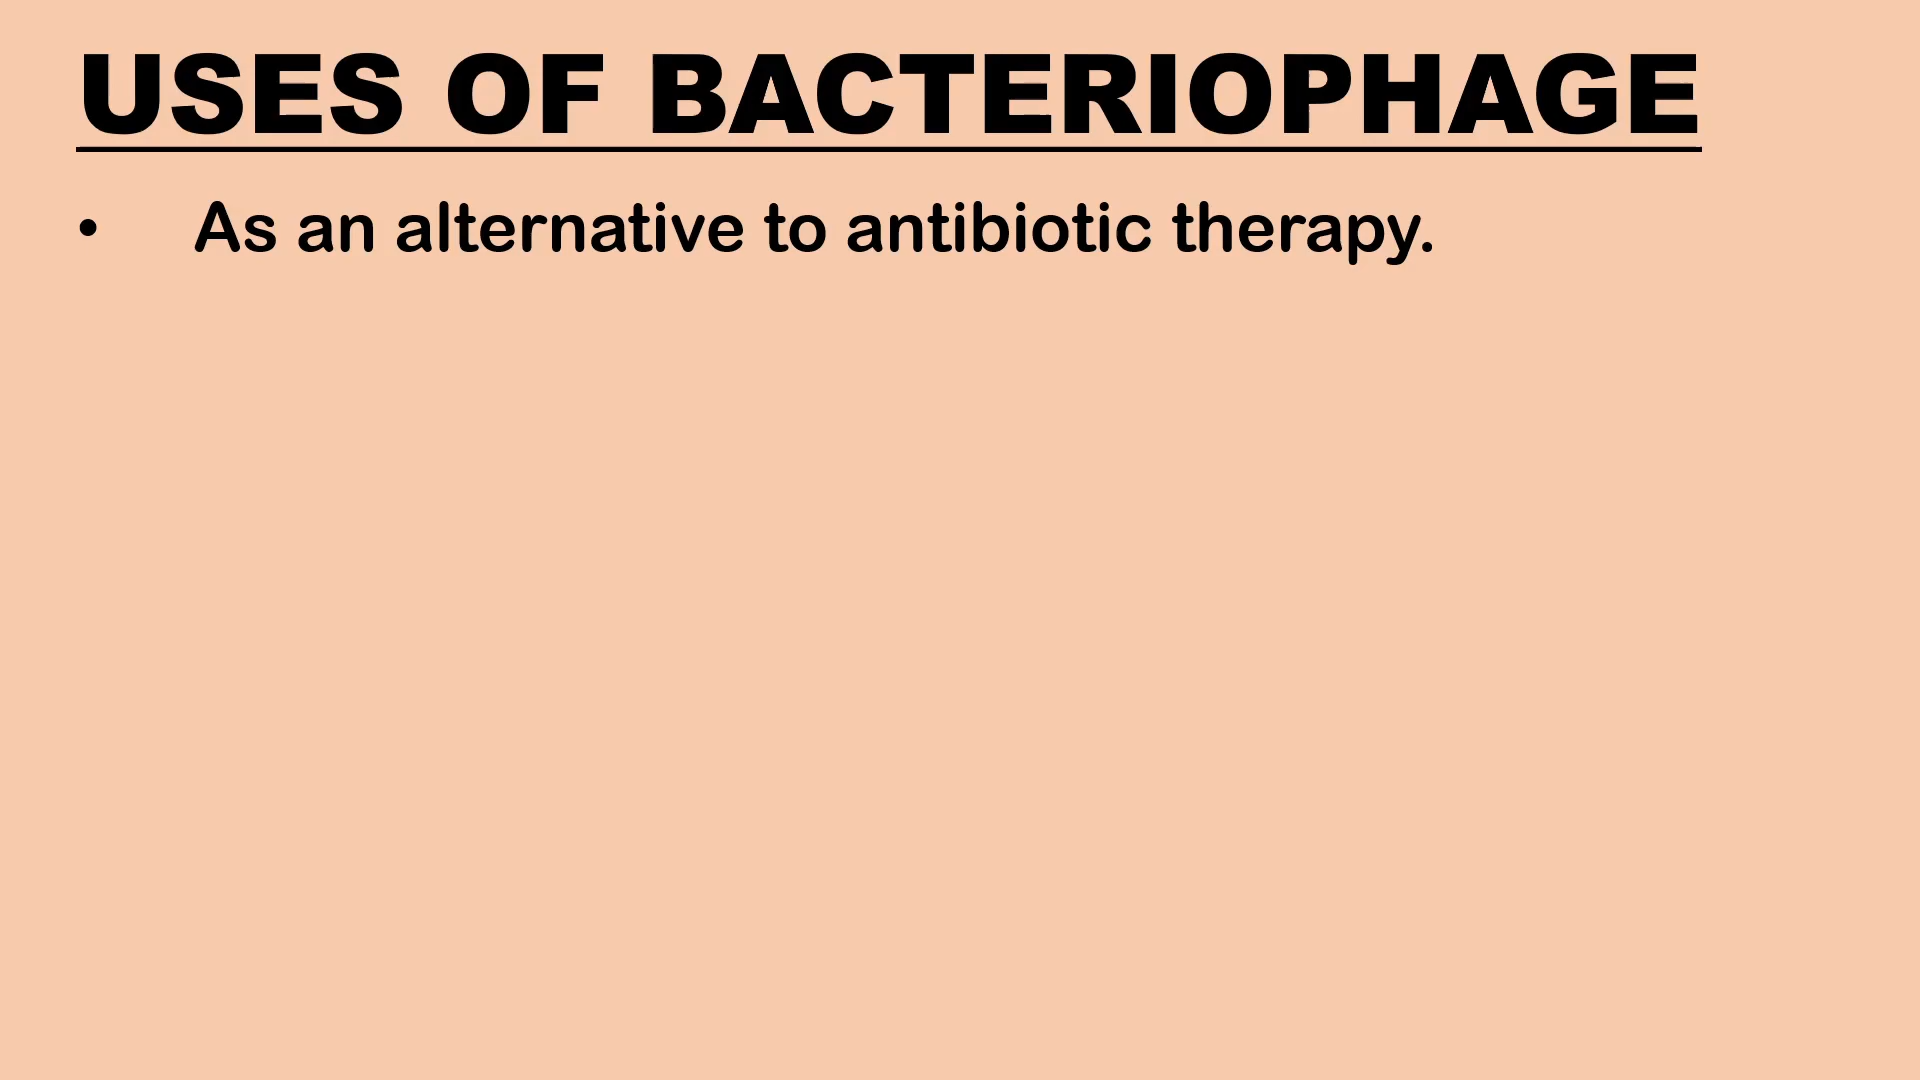 USES OF BACTERIOPHAGE
• As an alternative to antibiotic therapy.